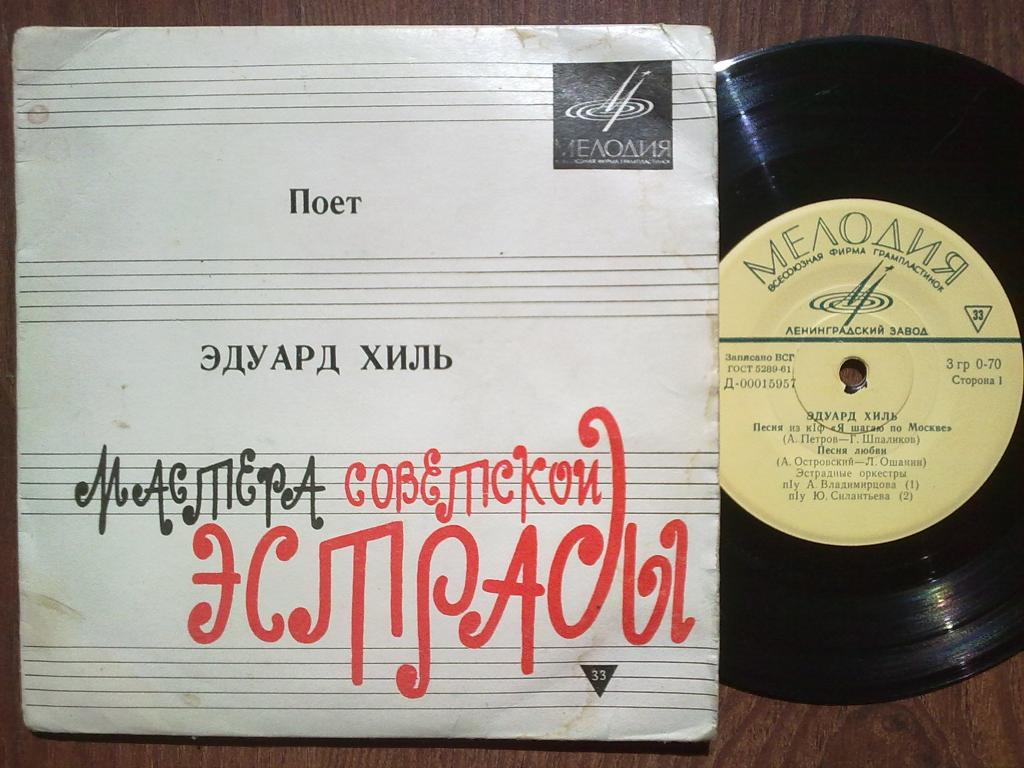 МЕЛОДИЯ
ВСЕСОЮЗНАЯ ФИРМА ГРАМПЛАСТИНОК
Поет
ЭДУАРД ХИЛЬ
МАСТЕРА СОВЕТСКОЙ
ЭСТРАДЫ
33
МЕЛОДИЯ
ВСЕСОЮЗНАЯ ФИРМА ГРАМПЛАСТИНОК
33
ЛЕНИНГРАДСКИЙ ЗАВОД
Записано ВСГ
ГОСТ 5289-61
Д-00015957
3 гр 0-70
Сторона 1
ЭДУАРД ХИЛЬ
Песня из к/ф «Я шагаю по Москве»
(А. Петров—Г. Шпаликов)
Песня любви
(А. Островский—Л. Ошанин)
Эстрадные оркестры
п/у А. Владимирцова (1)
п/у Ю. Силантьева (2)